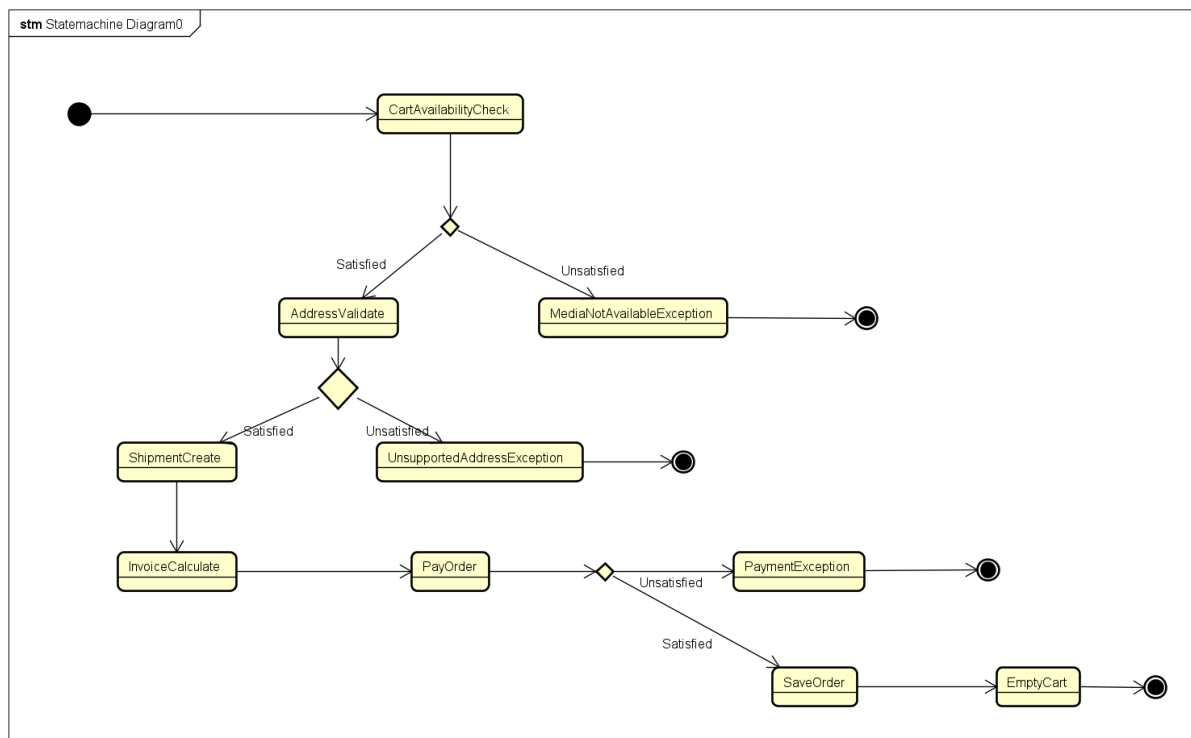 stm Statemachine Diagram0
CartAvailabilityCheck
Satisfied
Unsatisfied
AddressValidate
MediaNotAvailableException
Satisfied
Unsatisfied
ShipmentCreate
UnsupportedAddressException
InvoiceCalculate
PayOrder
PaymentException
Unsatisfied
Satisfied
SaveOrder
EmptyCart